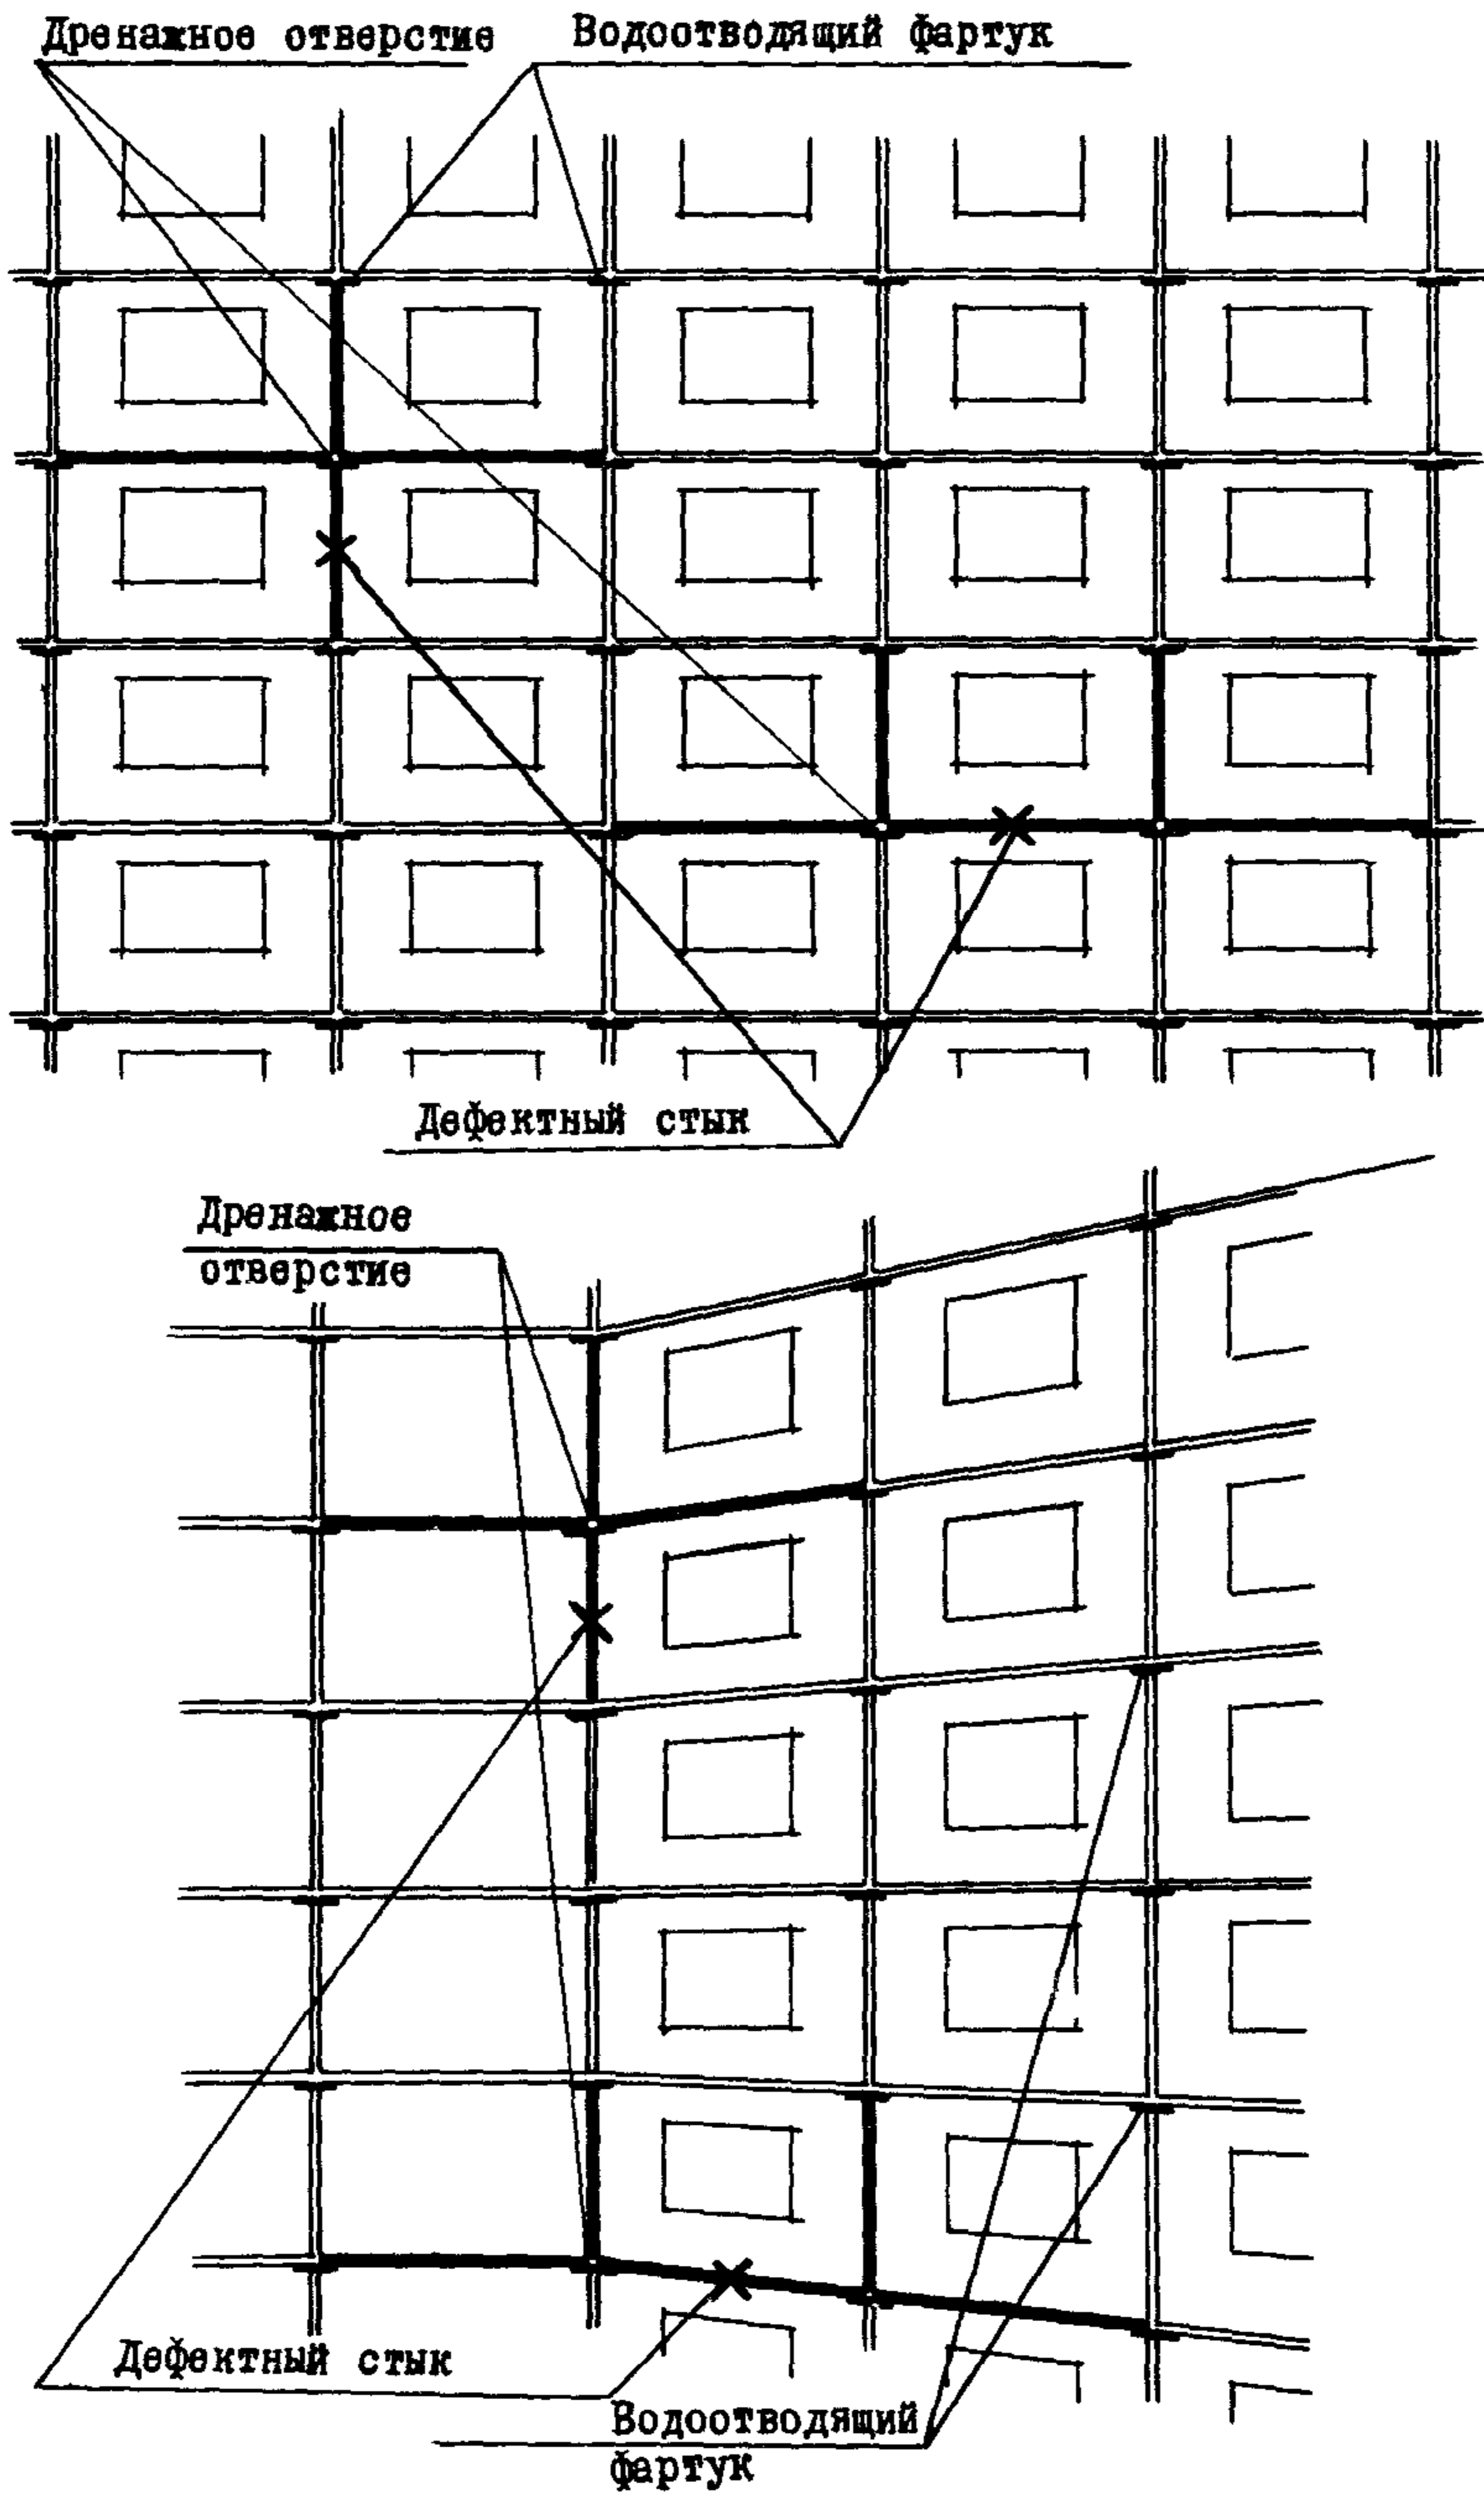 Дренажное отверстие
Водоотводящий фартук
Дефектный стык
Дренажное
отверстие
Дефектный стык
Водоотводящий
фартук